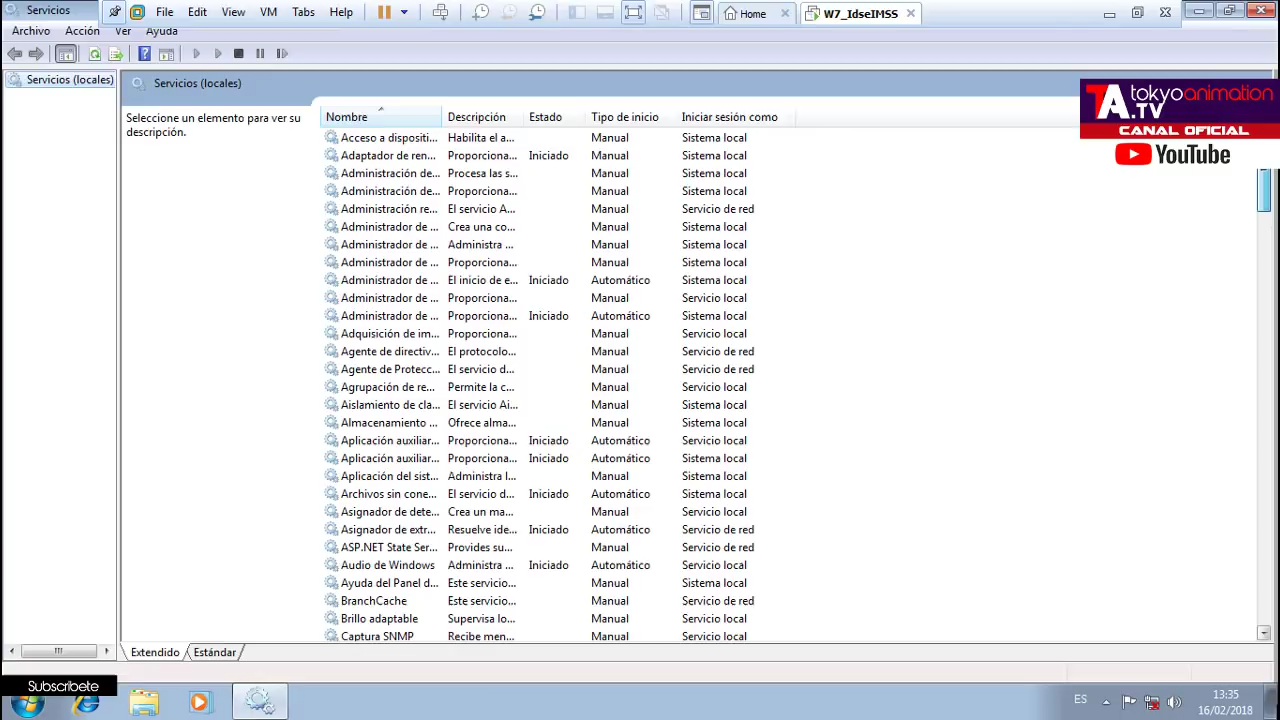 Servicios
File Edit View VM Tabs Help
Home
W7_IdseIMSS
Archivo Acción Ver Ayuda
Servicios (locales)
Servicios (locales)
tokyoanimation
TA.TV
CANAL OFICIAL
YouTube
Seleccione un elemento para ver su
descripción.
Nombre Descripción Estado Tipo de inicio Iniciar sesión como
Acceso a dispositi... Habilite el a... Manual Sistema local
Adaptador de ren... Proporciona... Iniciado Manual Sistema local
Administración de... Procesa las s... Manual Sistema local
Administración de... Proporciona... Manual Sistema local
Administración re... El servicio A... Manual Servicio de red
Administrador de ... Crea una co... Manual Sistema local
Administrador de ... Administra ... Manual Sistema local
Administrador de ... Proporciona... Manual Sistema local
Administrador de ... El inicio de e... Iniciado Automático Sistema local
Administrador de ... Proporciona... Manual Servicio local
Administrador de ... Proporciona... Iniciado Automático Sistema local
Adquisición de im... Proporciona... Manual Servicio local
Agente de directiv... El protocolo... Manual Servicio de red
Agente de Protecc... El servicio d... Manual Servicio de red
Agrupación de re... Permite la c... Manual Servicio local
Aislamiento de cla... El servicio Ai... Manual Sistema local
Almacenamiento ... Ofrece alma... Manual Sistema local
Aplicación auxiliar... Proporciona... Iniciado Automático Servicio local
Aplicación auxiliar... Proporciona... Iniciado Automático Sistema local
Aplicación del sist... Administra l... Manual Sistema local
Archivos sin cone... El servicio d... Iniciado Automático Sistema local
Asignador de dete... Crea un ma... Manual Servicio local
Asignador de extr... Resuelve ide... Iniciado Automático Servicio de red
ASP.NET State Ser... Provides su... Manual Servicio de red
Audio de Windows Administra ... Iniciado Automático Servicio local
Ayuda del Panel d... Este servicio... Manual Sistema local
BranchCache Este servicio... Manual Servicio de red
Brillo adaptable Supervisa lo... Manual Servicio local
Captura SNMP Recibe men... Manual Servicio local
Extendido Estándar
Subscribete
ES
13:35
16/02/2018